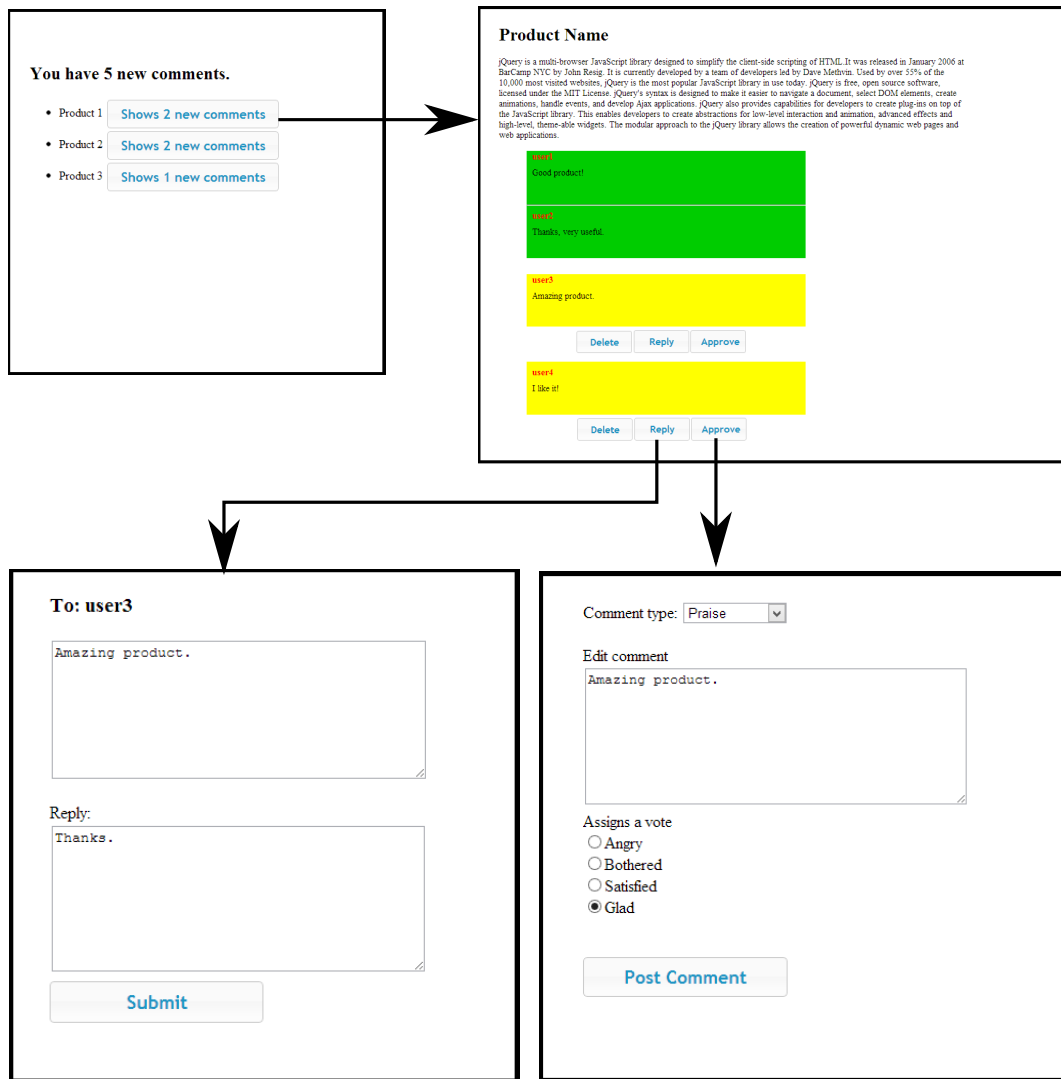 You have 5 new comments.
Product 1 Shows 2 new comments
Product 2 Shows 2 new comments
Product 3 Shows 1 new comments
Product Name
jQuery is a multi-browser JavaScript library designed to simplify the client-side scripting of HTML.It was released in January 2006 at
BarCamp NYC by John Resig. It is currently developed by a team of developers led by Dave Methvin. Used by over 55% of the
10,000 most visited websites, jQuery is the most popular JavaScript library in use today. jQuery is free, open source software,
licensed under the MIT License. jQuery's syntax is designed to make it easier to navigate a document, select DOM elements, create
animations, handle events, and develop Ajax applications. jQuery also provides capabilities for developers to create plug-ins on top of
the JavaScript library. This enables developers to create abstractions for low-level interaction and animation, advanced effects and
high-level, theme-able widgets. The modular approach to the jQuery library allows the creation of powerful dynamic web pages and
web applications.
user1
Good product!
user2
Thanks, very useful.
user3
Amazing product.
Delete Reply Approve
user4
I like it!
Delete Reply Approve
To: user3
Amazing product.
Reply:
Thanks.
Submit
Comment type: Praise
Edit comment
Amazing product.
Assigns a vote
Angry
Bothered
Satisfied
Glad
Post Comment